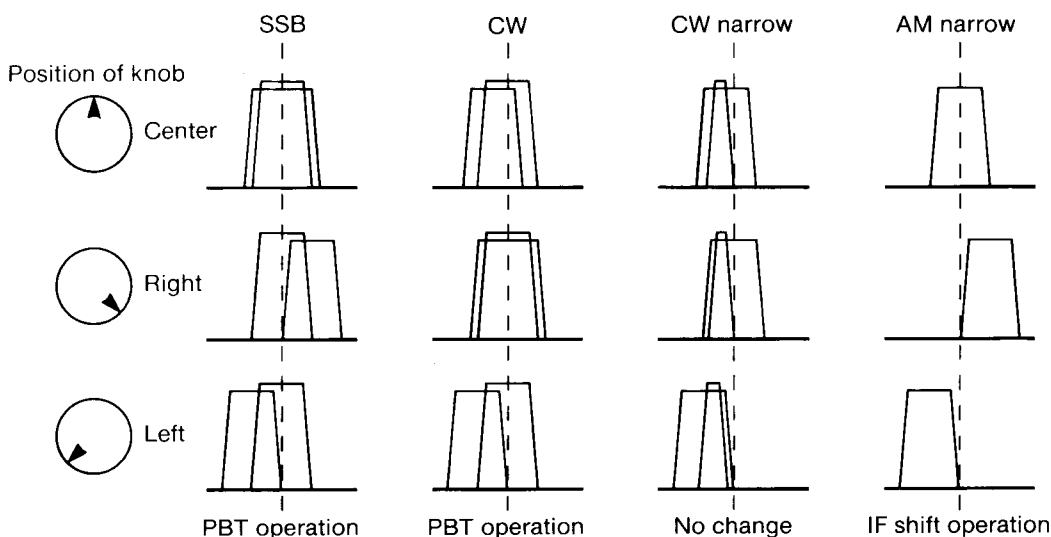 SSB CW CW narrow AM narrow
Position of knob
Center
Right
Left
PBT operation PBT operation No change IF shift operation